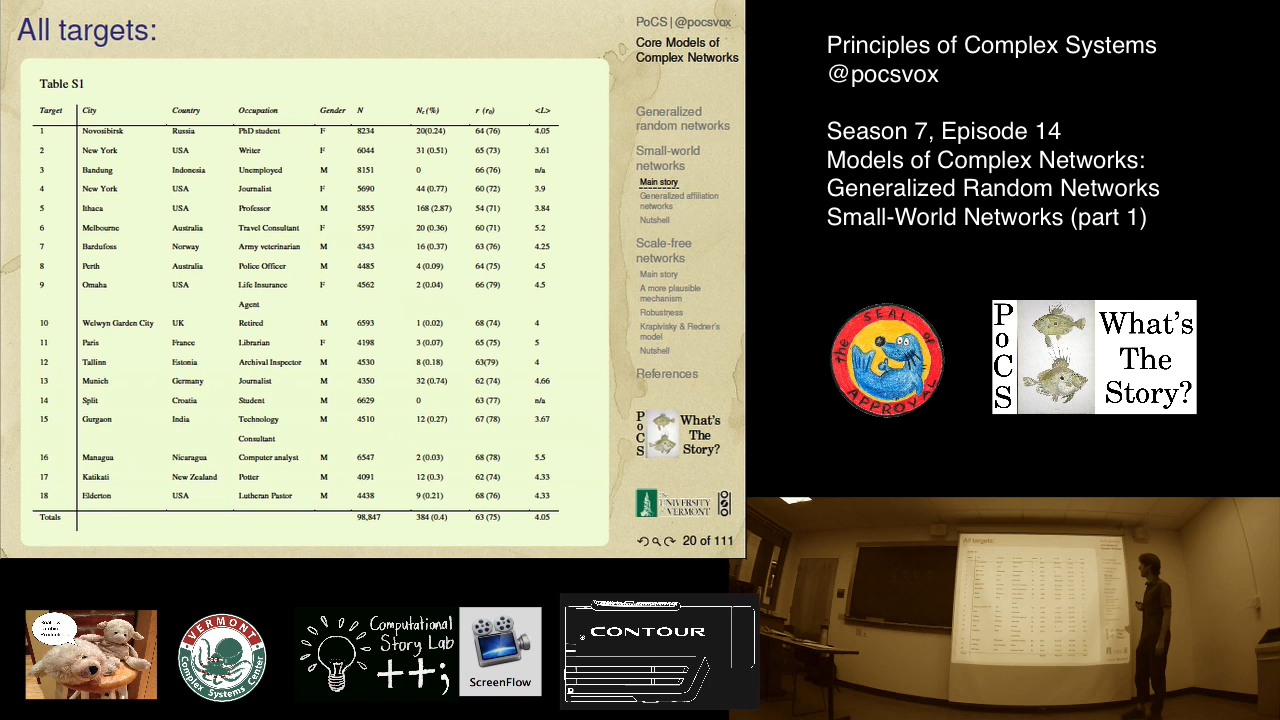 All targets:
Table S1
Target City Country Occupation Gender N Nc (%) r (r0) <L>
1 Novosibirsk Russia PhD student F 8234 20(0.24) 64 (76) 4.05
2 New York USA Writer F 6044 31 (0.51) 65 (73) 3.61
3 Bandung Indonesia Unemployed M 8151 0 66 (76) n/a
4 New York USA Journalist F 5690 44 (0.77) 60 (72) 3.9
5 Ithaca USA Professor M 5855 168 (2.87) 54 (71) 3.84
6 Melbourne Australia Travel Consultant F 5597 20 (0.36) 60 (71) 5.2
7 Bardufoss Norway Army veterinarian M 4343 16 (0.37) 63 (76) 4.25
8 Perth Australia Police Officer M 4485 4 (0.09) 64 (75) 4.5
9 Omaha USA Life Insurance F 4562 2 (0.04) 66 (79) 4.5
Agent
10 Welwyn Garden City UK Retired M 6593 1 (0.02) 68 (74) 4
11 Paris France Librarian F 4198 3 (0.07) 65 (75) 5
12 Tallinn Estonia Archival Inspector M 4530 8 (0.18) 63(79) 4
13 Munich Germany Journalist M 4350 32 (0.74) 62 (74) 4.66
14 Split Croatia Student M 6629 0 63 (77) n/a
15 Gurgaon India Technology M 4510 12 (0.27) 67 (78) 3.67
Consultant
16 Managua Nicaragua Computer analyst M 6547 2 (0.03) 68 (78) 5.5
17 Katikati New Zealand Potter M 4091 12 (0.3) 62 (74) 4.33
18 Elderton USA Lutheran Pastor M 4438 9 (0.21) 68 (76) 4.33
Totals 98,847 384 (0.4) 63 (75) 4.05
PoCS | @pocsvox
Core Models of
Complex Networks
Generalized
random networks
Small-world
networks
Main story
Generalized affiliation
networks
Nutshell
Scale-free
networks
Main story
A more plausible
mechanism
Robustness
Krapivsky & Redner's
model
Nutshell
References
PoCS
What's
The
Story?
The
UNIVERSITY
of VERMONT
20 of 111
Principles of Complex Systems
@pocsvox
Season 7, Episode 14
Models of Complex Networks:
Generalized Random Networks
Small-World Networks (part 1)
the SEAL of
APPROVAL
PoCS
What's
The
Story?
VERMONT
Complex Systems Center
Computational
Story Lab
++;
ScreenFlow
CONTOUR
All targets: